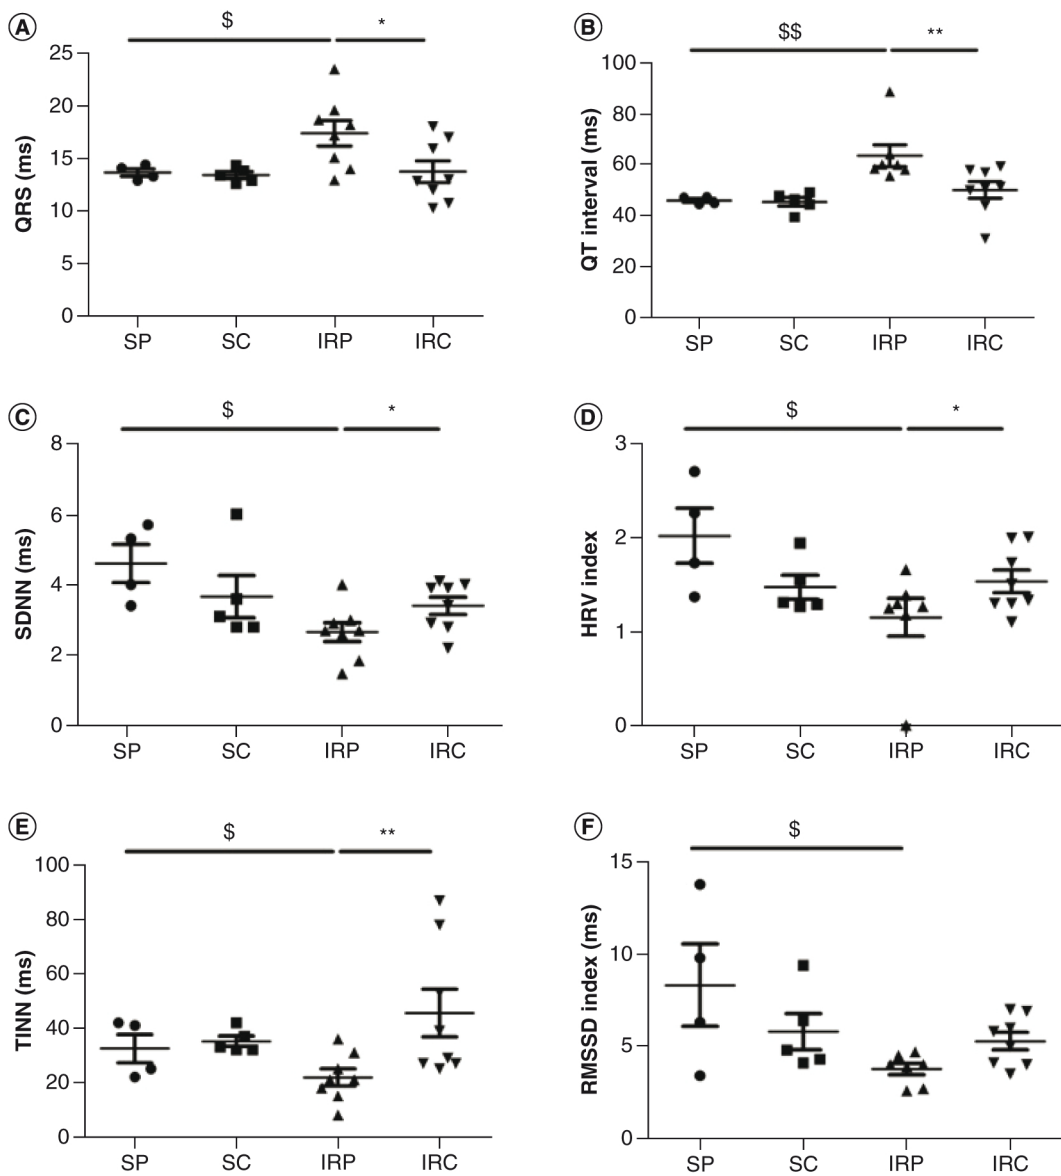 A
$
*
QRS (ms)
25
20
15
10
5
0
SP SC IRP IRC
B
$$
**
QT interval (ms)
100
80
60
40
20
0
SP SC IRP IRC
C
$
*
SDNN (ms)
8
6
4
2
0
SP SC IRP IRC
D
$
*
HRV index
3
2
1
0
SP SC IRP IRC
E
$
**
TINN (ms)
100
80
60
40
20
0
SP SC IRP IRC
F
$
RMSSD index (ms)
15
10
5
0
SP SC IRP IRC